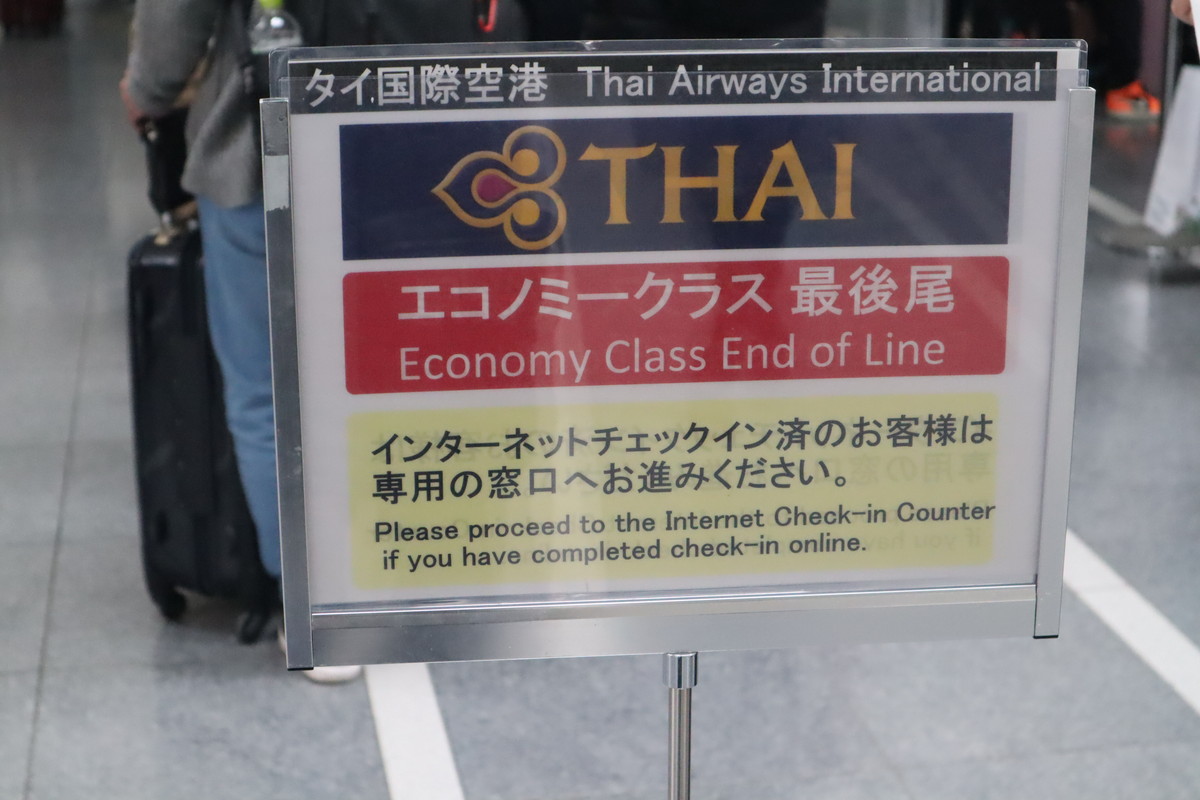 タイ国際空港 Thai Airways International
THAI
エコノミークラス 最後尾
Economy Class End of Line
インターネットチェックイン済のお客様は
専用の窓口へお進みください。
Please proceed to the Internet Check-in Counter
if you have completed check-in online.